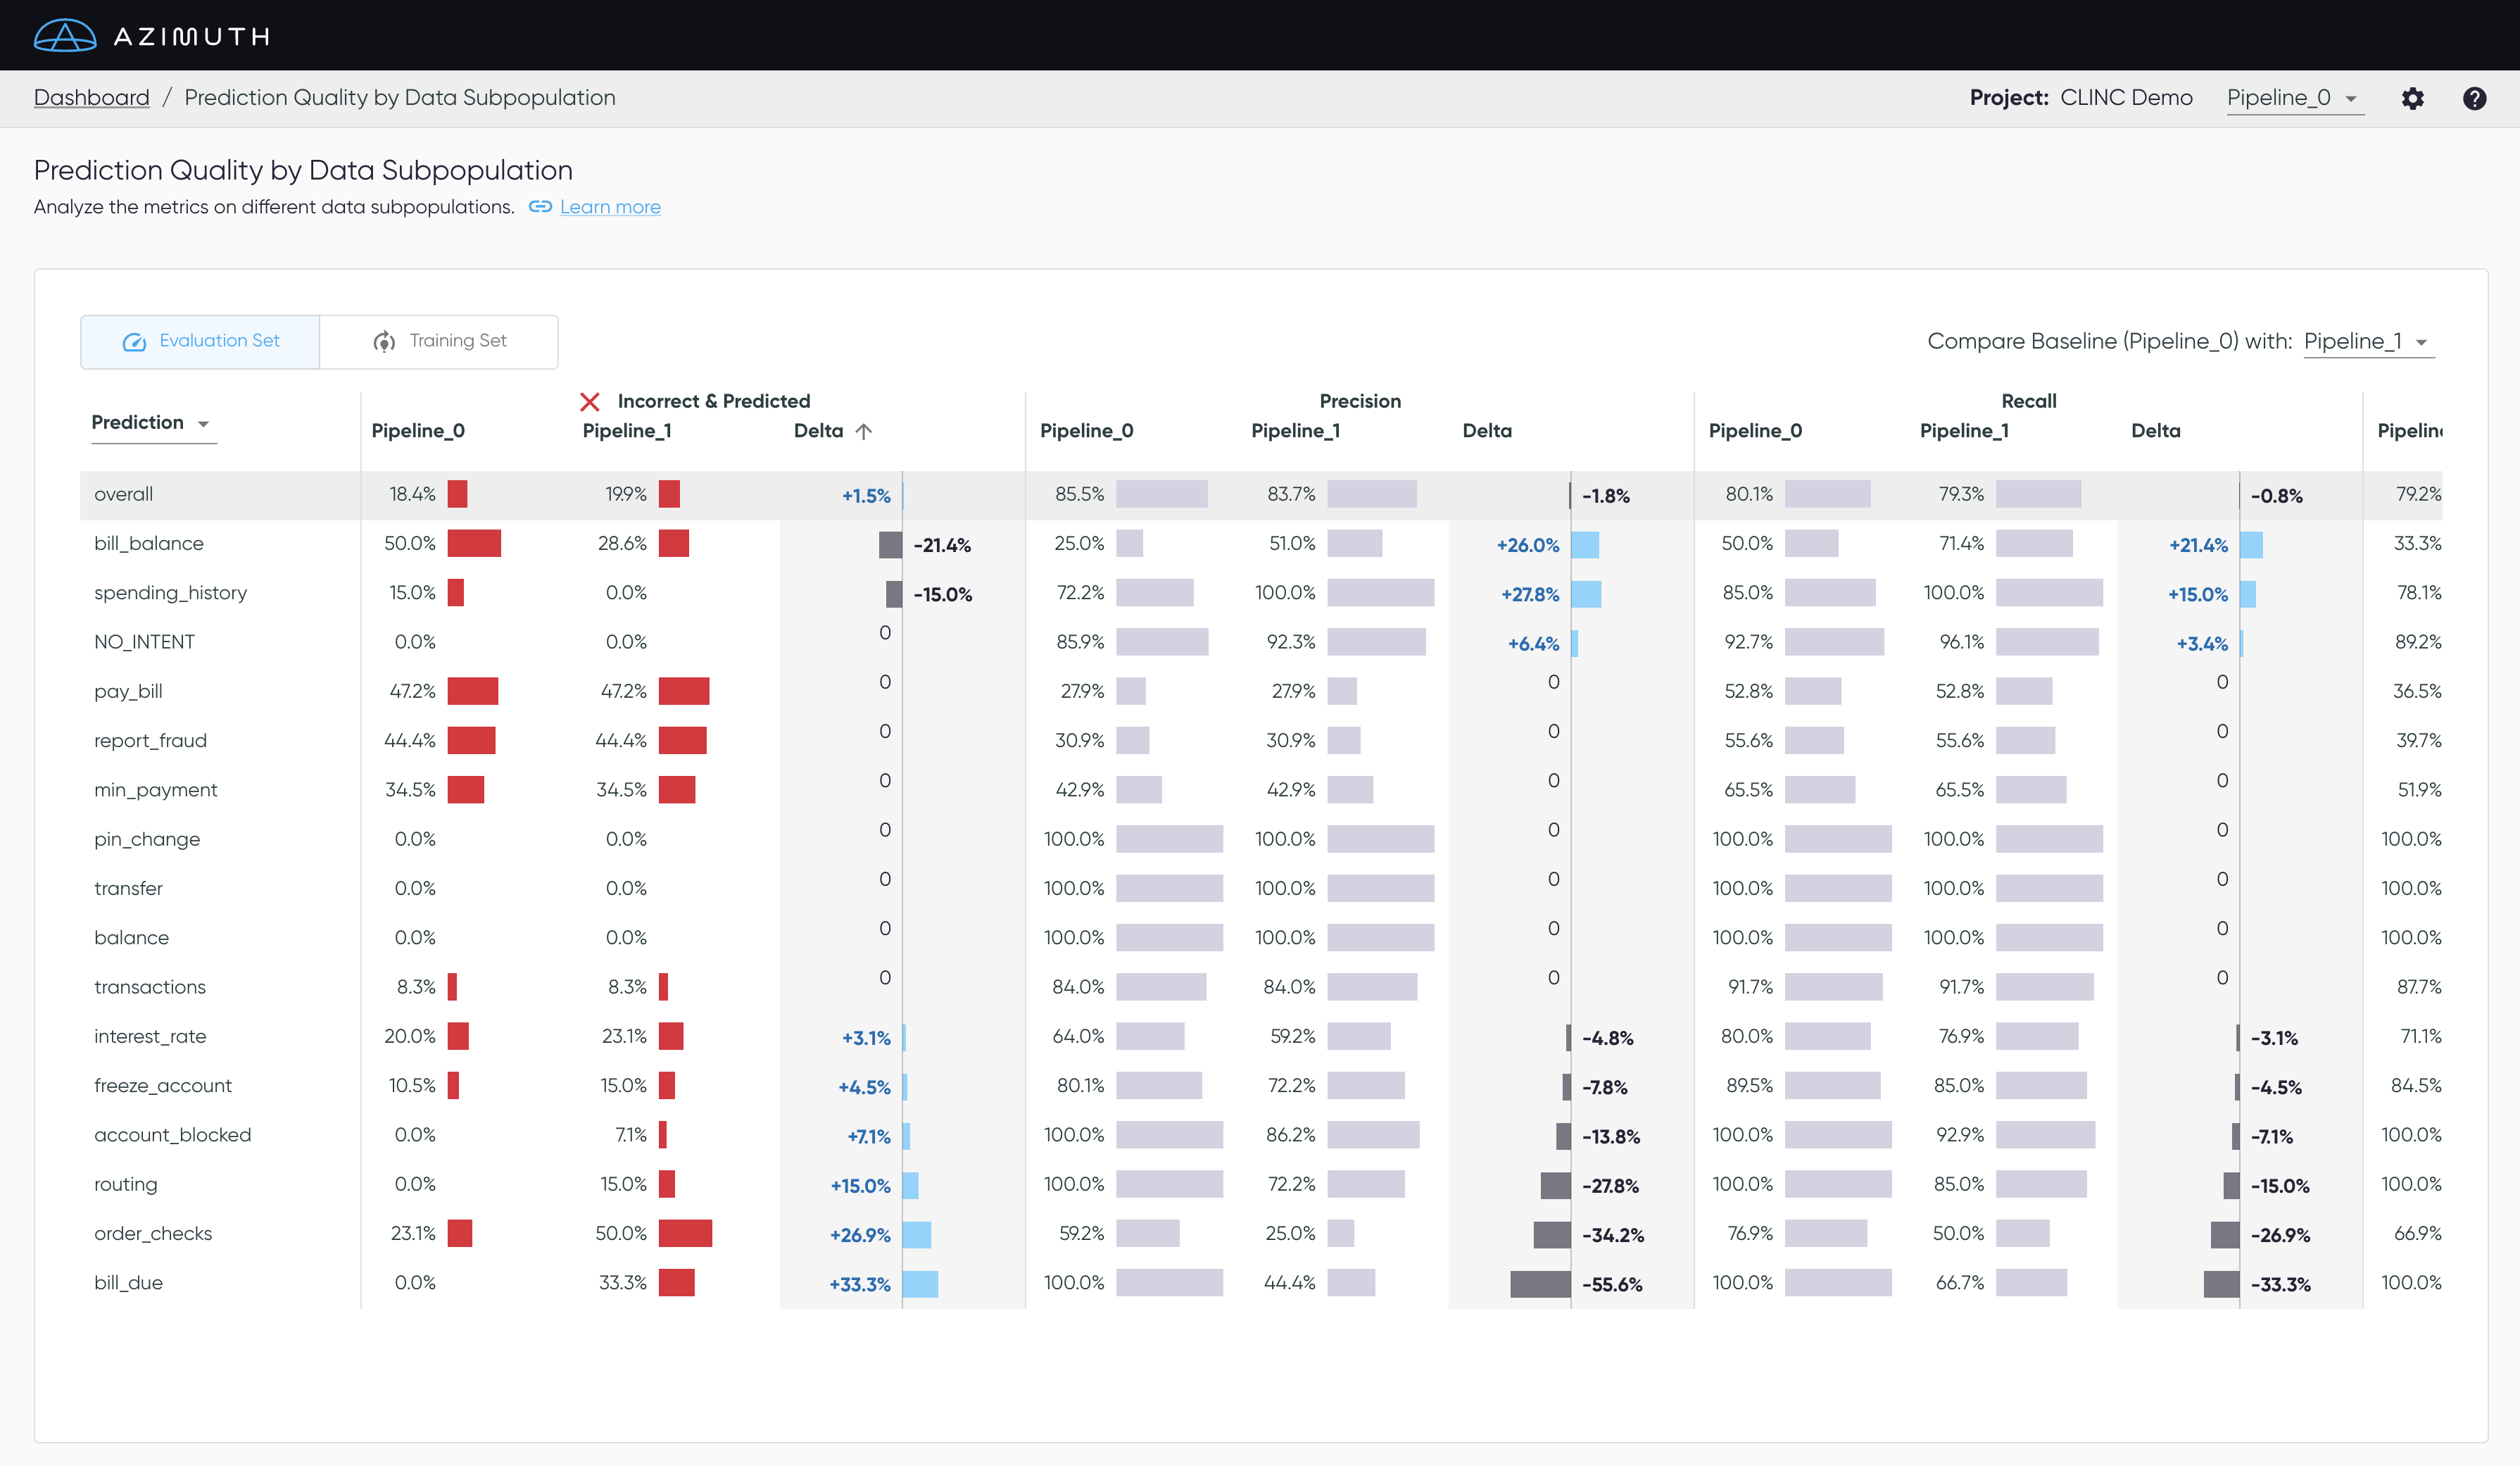 AZIMUTH
Dashboard / Prediction Quality by Data Subpopulation Project: CLINC Demo Pipeline_0
Prediction Quality by Data Subpopulation
Analyze the metrics on different data subpopulations. Learn more
Evaluation Set Training Set Compare Baseline (Pipeline_0) with: Pipeline_1
Incorrect & Predicted Precision Recall
Prediction Pipeline_0 Pipeline_1 Delta Pipeline_0 Pipeline_1 Delta Pipeline_0 Pipeline_1 Delta
overall 18.4% 19.9% +1.5% 85.5% 83.7% -1.8% 80.1% 79.3% -0.8% 79.2%
bill_balance 50.0% 28.6% -21.4% 25.0% 51.0% +26.0% 50.0% 71.4% +21.4% 33.3%
spending_history 15.0% 0.0% -15.0% 72.2% 100.0% +27.8% 85.0% 100.0% +15.0% 78.1%
NO_INTENT 0.0% 0.0% 0 85.9% 92.3% +6.4% 92.7% 96.1% +3.4% 89.2%
pay_bill 47.2% 47.2% 0 27.9% 27.9% 0 52.8% 52.8% 0 36.5%
report_fraud 44.4% 44.4% 0 30.9% 30.9% 0 55.6% 55.6% 0 39.7%
min_payment 34.5% 34.5% 0 42.9% 42.9% 0 65.5% 65.5% 0 51.9%
pin_change 0.0% 0.0% 0 100.0% 100.0% 0 100.0% 100.0% 0 100.0%
transfer 0.0% 0.0% 0 100.0% 100.0% 0 100.0% 100.0% 0 100.0%
balance 0.0% 0.0% 0 100.0% 100.0% 0 100.0% 100.0% 0 100.0%
transactions 8.3% 8.3% 0 84.0% 84.0% 0 91.7% 91.7% 0 87.7%
interest_rate 20.0% 23.1% +3.1% 64.0% 59.2% -4.8% 80.0% 76.9% -3.1% 71.1%
freeze_account 10.5% 15.0% +4.5% 80.1% 72.2% -7.8% 89.5% 85.0% -4.5% 84.5%
account_blocked 0.0% 7.1% +7.1% 100.0% 86.2% -13.8% 100.0% 92.9% -7.1% 100.0%
routing 0.0% 15.0% +15.0% 100.0% 72.2% -27.8% 100.0% 85.0% -15.0% 100.0%
order_checks 23.1% 50.0% +26.9% 59.2% 25.0% -34.2% 76.9% 50.0% -26.9% 66.9%
bill_due 0.0% 33.3% +33.3% 100.0% 44.4% -55.6% 100.0% 66.7% -33.3% 100.0%